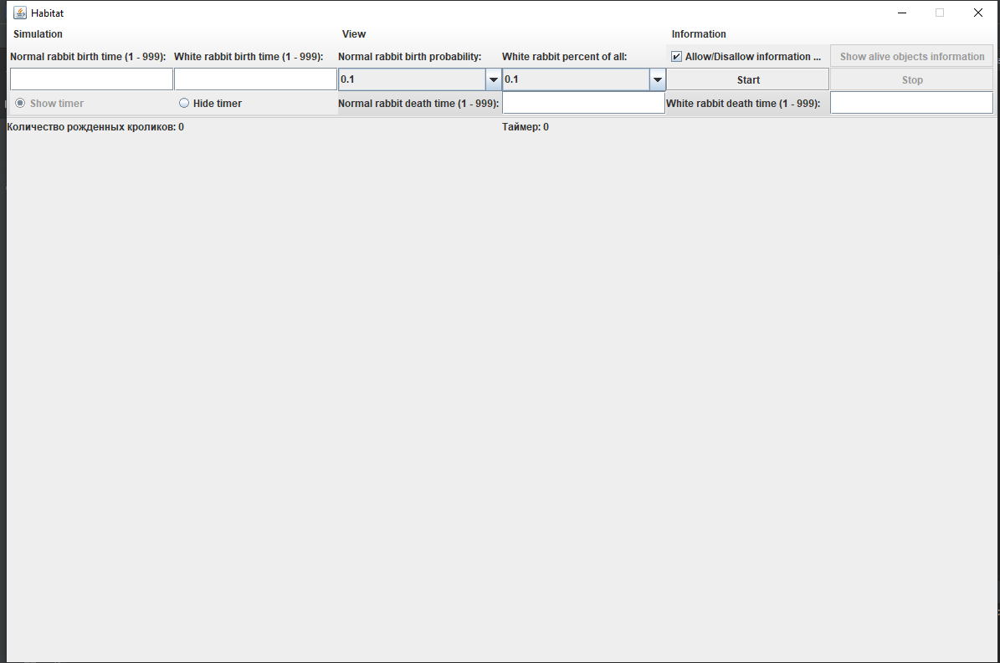 Habitat
Simulation View Information
Normal rabbit birth time (1 - 999): White rabbit birth time (1 - 999): Normal rabbit birth probability: White rabbit percent of all: Allow/Disallow information ... Show alive objects information
0.1 0.1 Start Stop
Show timer Hide timer Normal rabbit death time (1 - 999): White rabbit death time (1 - 999):
Количество рожденных кроликов: 0 Таймер: 0